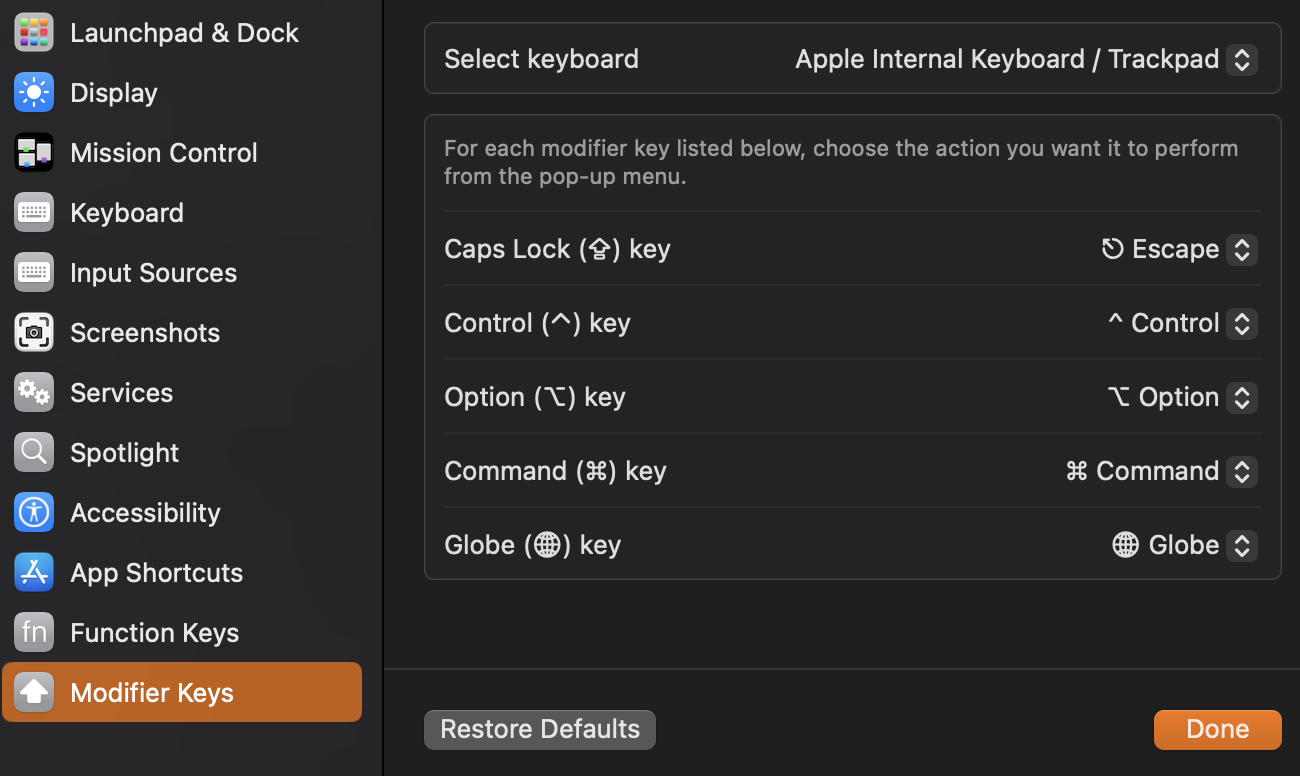 Launchpad & Dock
Display
Mission Control
Keyboard
Input Sources
Screenshots
Services
Spotlight
Accessibility
App Shortcuts
fn Function Keys
Modifier Keys
Select keyboard Apple Internal Keyboard / Trackpad
For each modifier key listed below, choose the action you want it to perform
from the pop-up menu.
Caps Lock (⇪) key ⎋ Escape
Control (^) key ^ Control
Option (⌥) key ⌥ Option
Command (⌘) key ⌘ Command
Globe (🌐) key 🌐 Globe
Restore Defaults Done